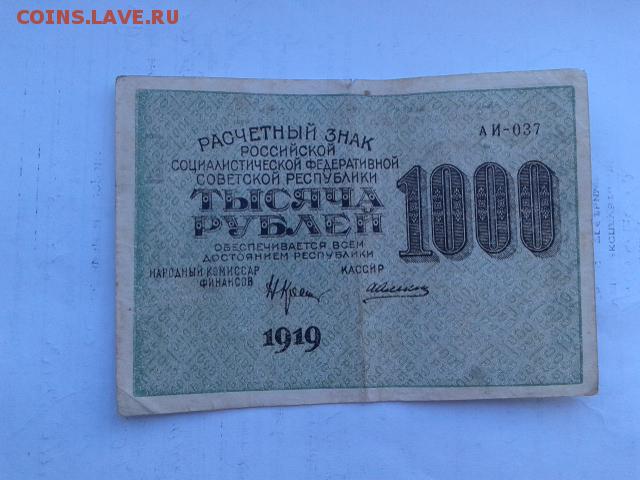 COINS.LAVE.RU
АИ-037
РАСЧЕТНЫЙ ЗНАК
РОССИЙСКОЙ
СОЦИАЛИСТИЧЕСКОЙ ФЕДЕРАТИВНОЙ
СОВЕТСКОЙ РЕСПУБЛИКИ
ТЫСЯЧА
РУБЛЕЙ
1000
ОБЕСПЕЧИВАЕТСЯ ВСЕМ
ДОСТОЯНИЕМ РЕСПУБЛИКИ
НАРОДНЫЙ КОМИССАР
ФИНАНСОВ
КАССИР
1919